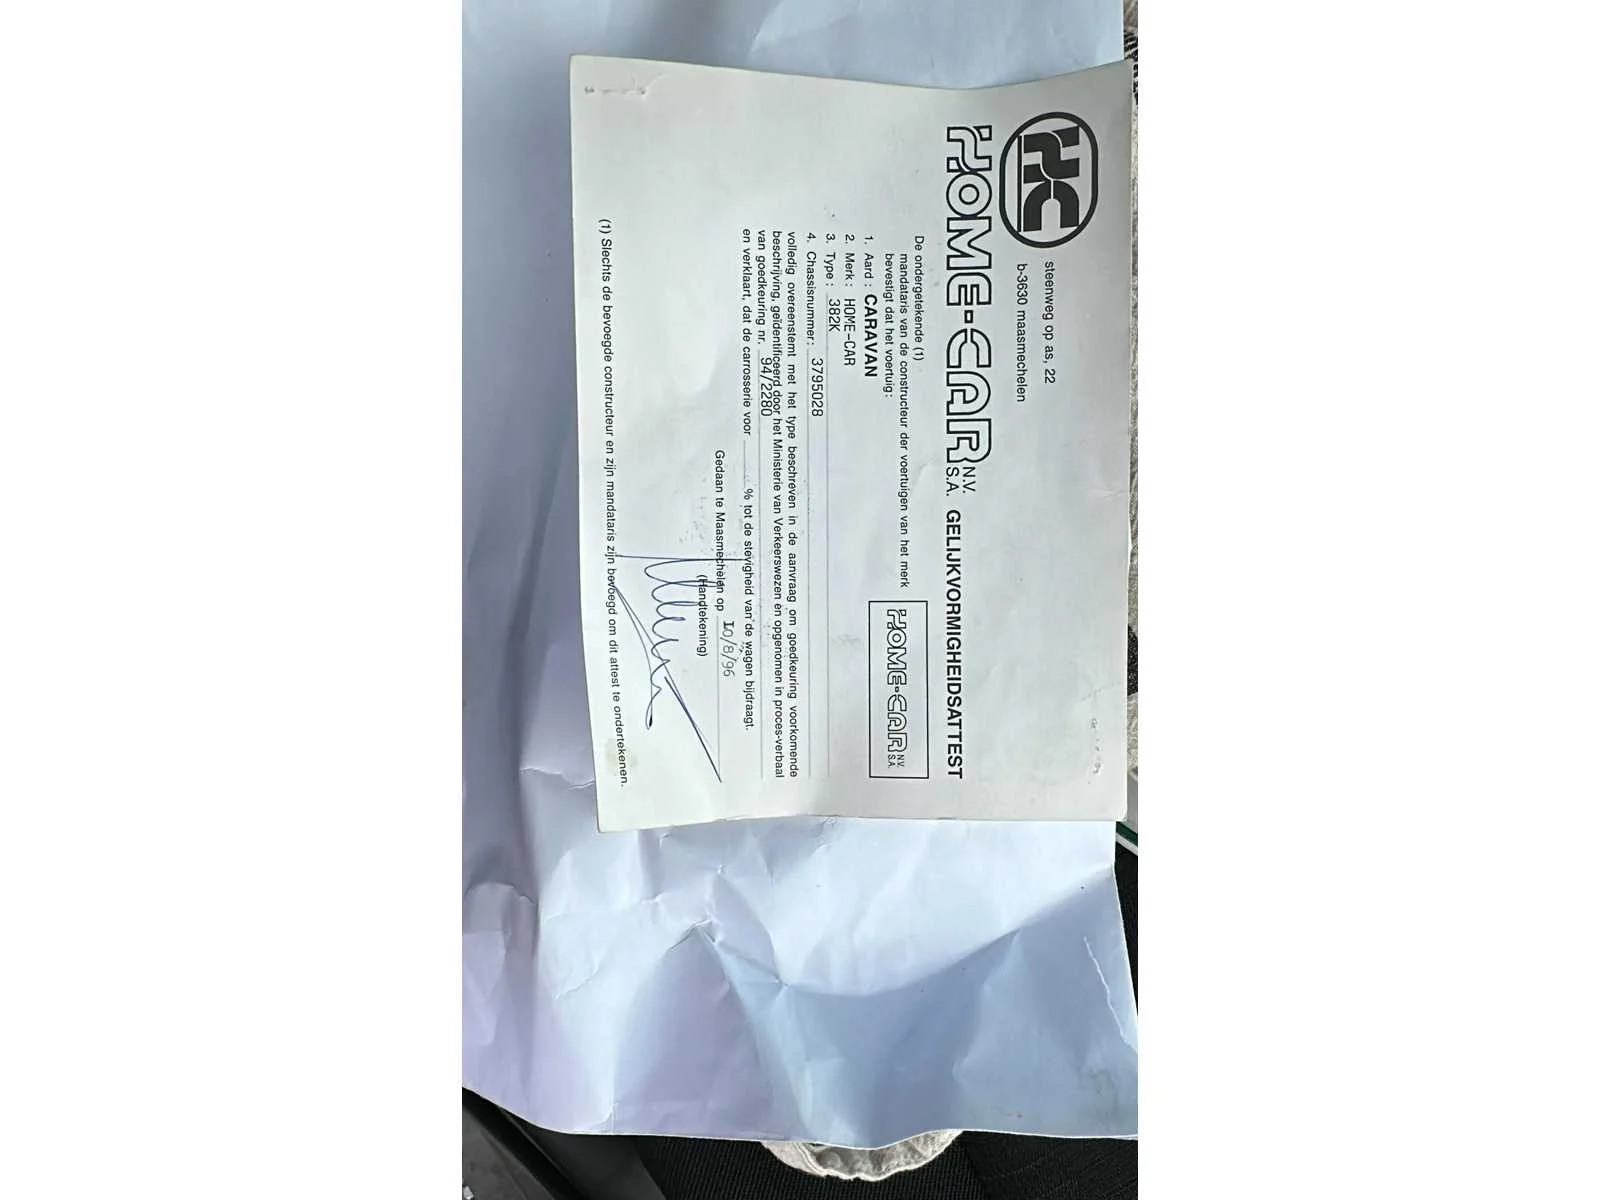 HC
steenweg op as, 22
b-3630 maasmechelen
HOME-CAR N.V. S.A. GELIJKVORMIGHEIDSATTEST
De ondergetekende (1)
mandataris van de constructeur der voertuigen van het merk
bevestigt dat het voertuig:
HOME-CAR N.V. S.A.
1. Aard : CARAVAN
2. Merk : HOME-CAR
3. Type : 382K
4. Chassisnummer: 3795028
volledig overeenstemt met het type beschreven in de aanvraag om goedkeuring voorkomende
beschrijving, geïdentificeerd door het Ministerie van Verkeerswezen en opgenomen in proces-verbaal
van goedkeuring nr. 94/2280
en verklaart, dat de carrosserie voor % tot de stevigheid van de wagen bijdraagt.
Gedaan te Maasmechelen op 10/8/96
(Handtekening)
(1) Slechts de bevoegde constructeur en zijn mandataris zijn bevoegd om dit attest te ondertekenen.